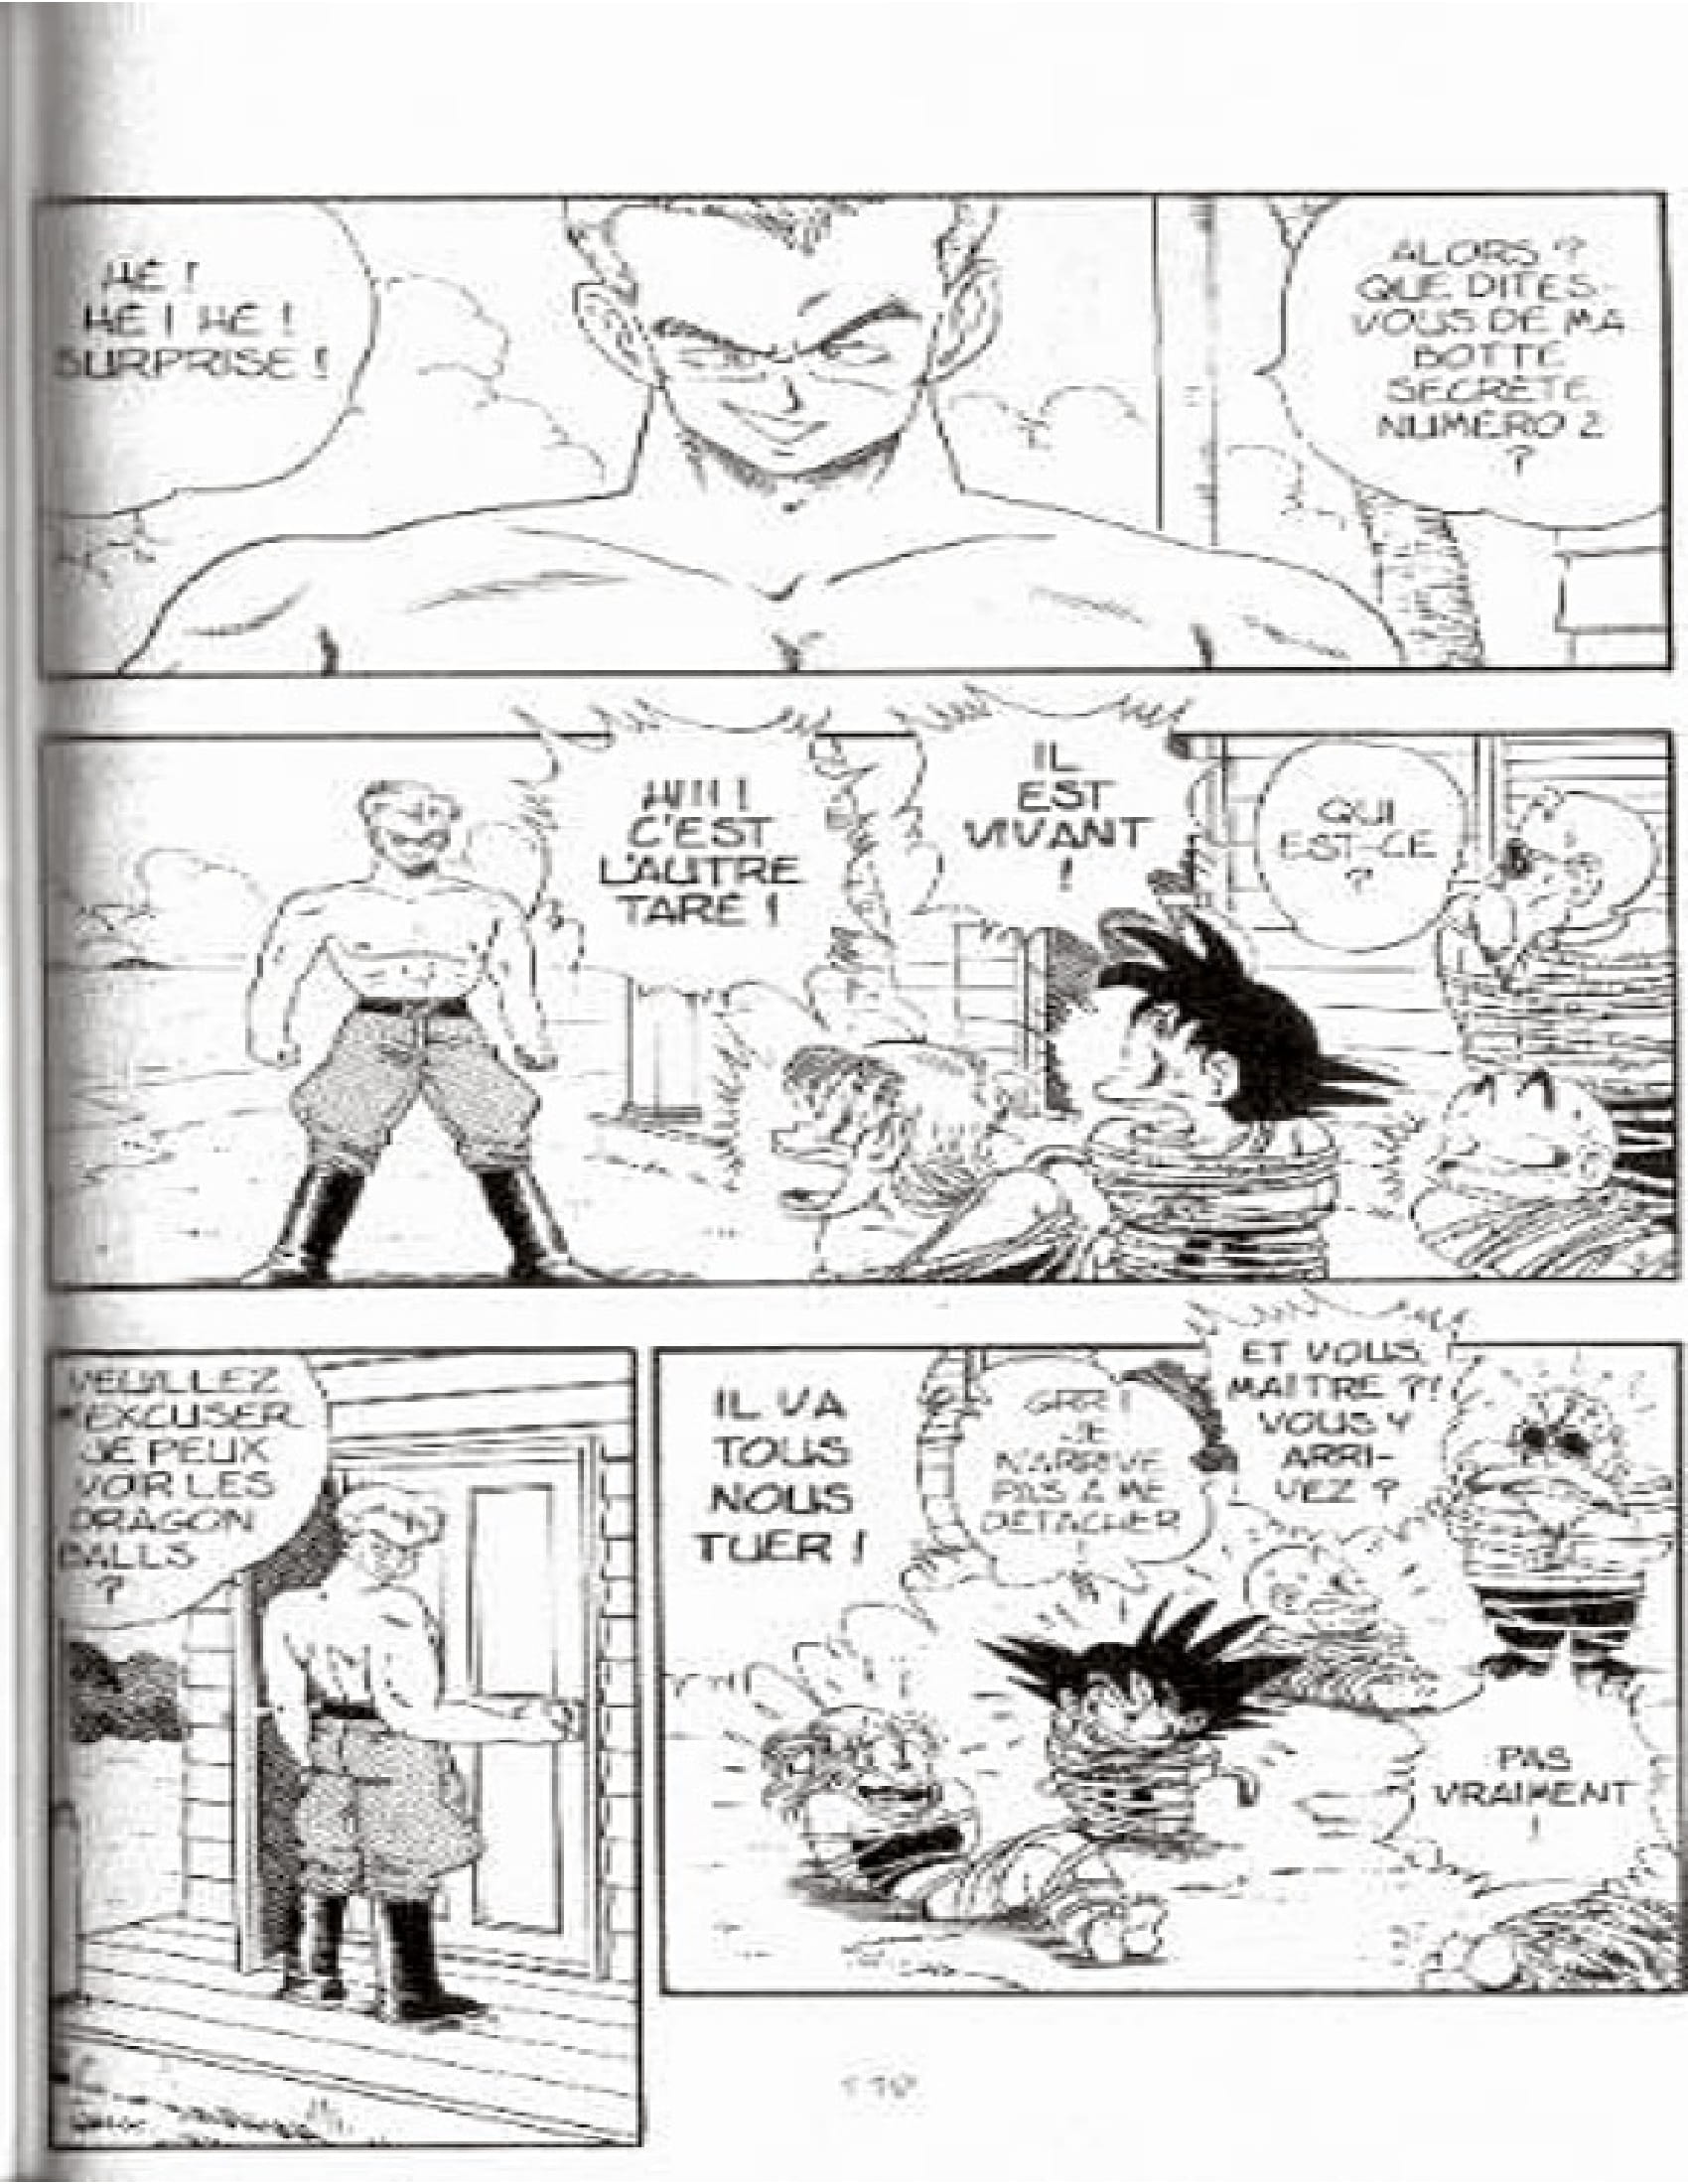 ALORS ?
QUE DITES-
VOUS DE MA
BOTTE
SECRÈTE
NUMÉRO 2
?
HÉ !
HÉ ! HÉ !
SURPRISE !
QUI
EST-CE
?
IL
EST
VIVANT
!
HIII !
C'EST
L'AUTRE
TARÉ !
ET VOUS,
MAÎTRE ?!
VOUS Y
ARRI-
VEZ ?
PAS
VRAIMENT
!
GRR !
JE
N'ARRIVE
PAS À ME
DÉTACHER
!
IL VA
TOUS
NOUS
TUER !
VEUILLEZ
M'EXCUSER
JE PEUX
VOIR LES
DRAGON
BALLS
?